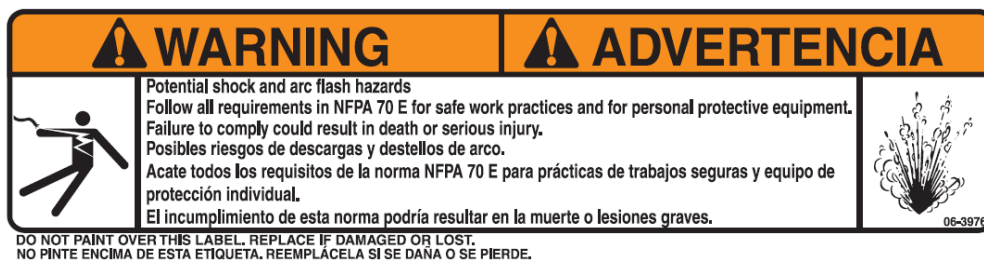 WARNING
ADVERTENCIA
Potential shock and arc flash hazards
Follow all requirements in NFPA 70 E for safe work practices and for personal protective equipment.
Failure to comply could result in death or serious injury.
Posibles riesgos de descargas y destellos de arco.
Acate todos los requisitos de la norma NFPA 70 E para prácticas de trabajos seguras y equipo de
protección individual.
El incumplimiento de esta norma podría resultar en la muerte o lesiones graves.
06-3976
DO NOT PAINT OVER THIS LABEL. REPLACE IF DAMAGED OR LOST.
NO PINTE ENCIMA DE ESTA ETIQUETA. REEMPLÁCELA SI SE DAÑA O SE PIERDE.